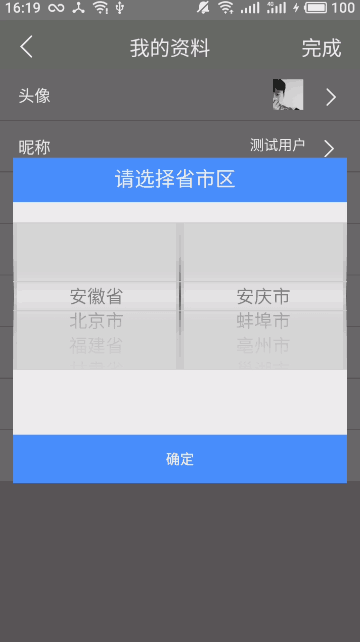 16:19 100
我的资料 完成
头像
昵称 测试用户
请选择省市区
安徽省 安庆市
北京市 蚌埠市
福建省 亳州市
确定